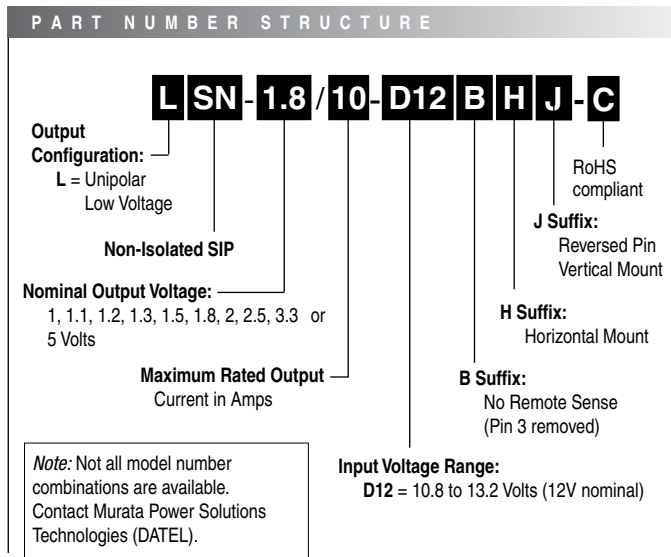 PART NUMBER STRUCTURE
L SN - 1.8 / 10 - D12 B H J - C
Output
Configuration:
L = Unipolar
Low Voltage
Non-Isolated SIP
Nominal Output Voltage:
1, 1.1, 1.2, 1.3, 1.5, 1.8, 2, 2.5, 3.3 or
5 Volts
Maximum Rated Output
Current in Amps
Note: Not all model number
combinations are available.
Contact Murata Power Solutions
Technologies (DATEL).
RoHS
compliant
J Suffix:
Reversed Pin
Vertical Mount
H Suffix:
Horizontal Mount
B Suffix:
No Remote Sense
(Pin 3 removed)
Input Voltage Range:
D12 = 10.8 to 13.2 Volts (12V nominal)